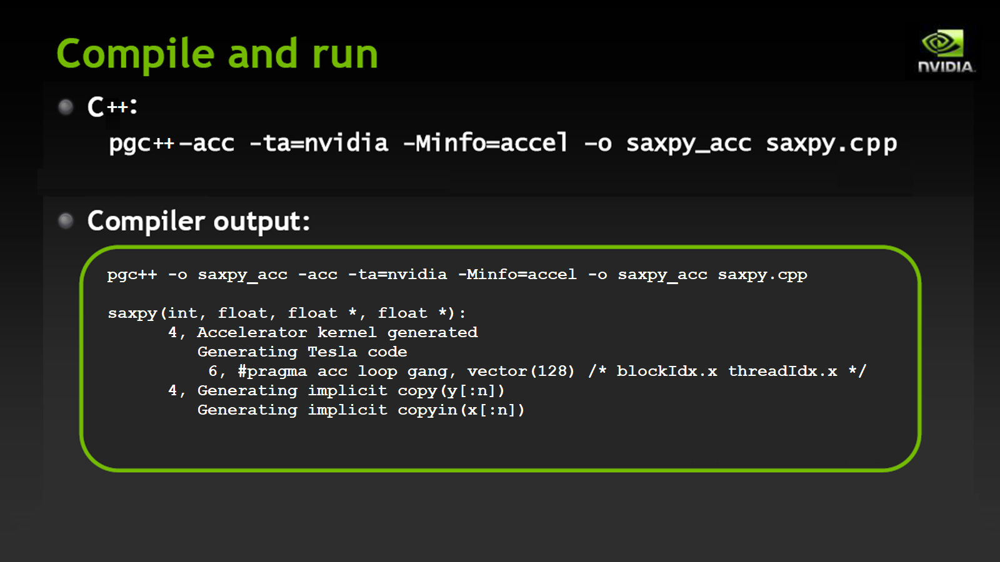 Compile and run
NVIDIA.
C++:
pgc++ –acc -ta=nvidia -Minfo=accel –o saxpy_acc saxpy.cpp
Compiler output:
pgc++ -o saxpy_acc -acc -ta=nvidia -Minfo=accel -o saxpy_acc saxpy.cpp
saxpy(int, float, float *, float *):
4, Accelerator kernel generated
Generating Tesla code
6, #pragma acc loop gang, vector(128) /* blockIdx.x threadIdx.x */
4, Generating implicit copy(y[:n])
Generating implicit copyin(x[:n])